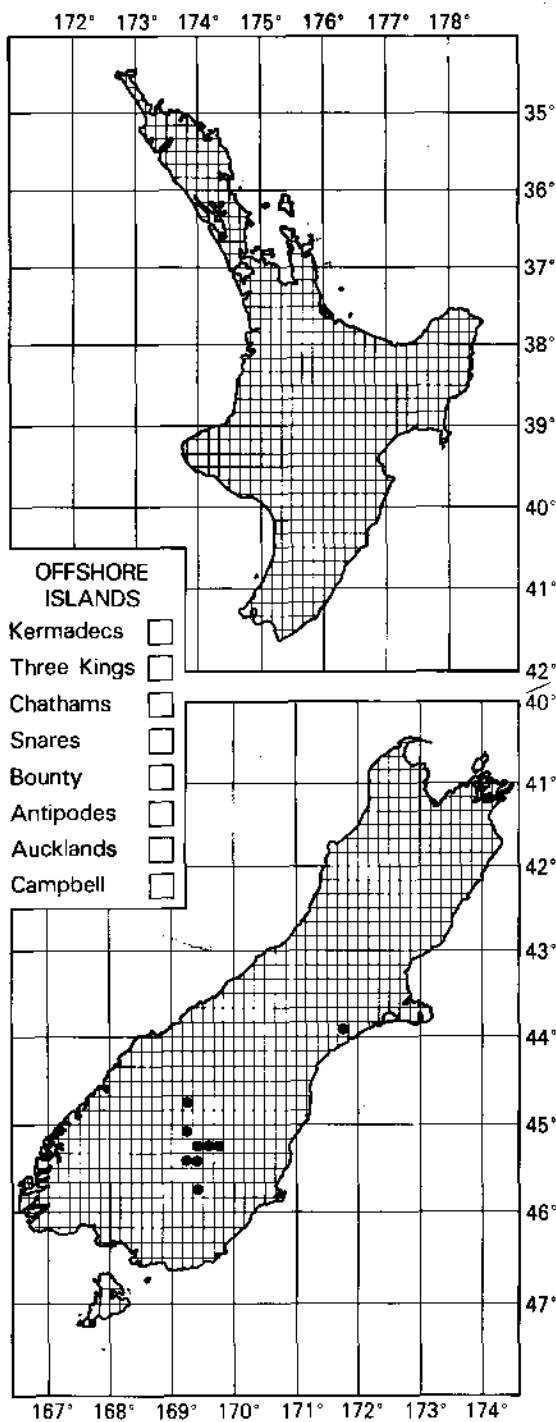 172° 173° 174° 175° 176° 177° 178°
35°
36°
37°
38°
39°
40°
41°
42°
OFFSHORE
ISLANDS
Kermadecs
Three Kings
Chathams
Snares
Bounty
Antipodes
Aucklands
Campbell
40°
41°
42°
43°
44°
45°
46°
47°
167° 168° 169° 170° 171° 172° 173° 174°